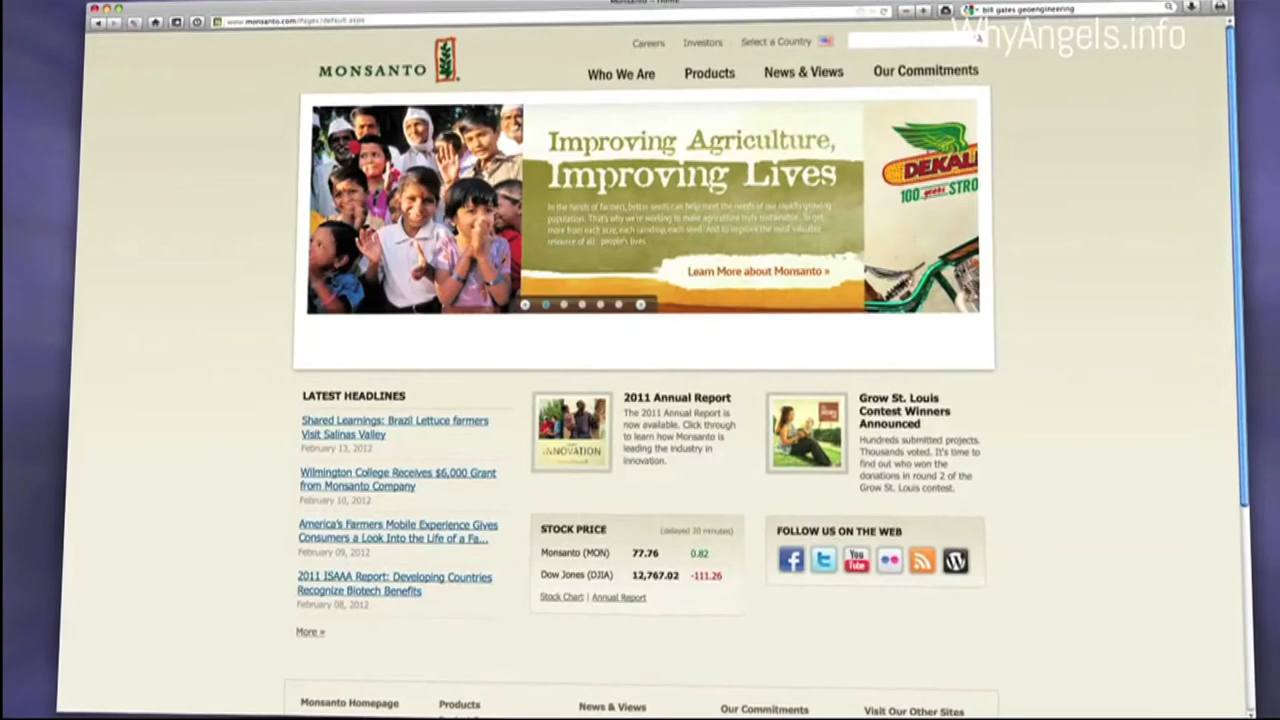 Monsanto – Home
www.monsanto.com/Pages/default.aspx
bill gates geoengineering
WhyAngels.info
Careers Investors Select a Country
MONSANTO
Who We Are Products News & Views Our Commitments
Improving Agriculture,
Improving Lives
In the hands of farmers, better seeds can help meet the needs of our rapidly growing
population. That's why we're working to make agriculture truly sustainable. To get
more from each acre, each raindrop, each seed. And to improve the most valuable
resource of all: people's lives.
Learn More about Monsanto »
DEKAL
100 years STRO
LATEST HEADLINES
Shared Learnings: Brazil Lettuce farmers
Visit Salinas Valley
February 13, 2012
Wilmington College Receives $6,000 Grant
from Monsanto Company
February 10, 2012
America's Farmers Mobile Experience Gives
Consumers a Look Into the Life of a Fa...
February 09, 2012
2011 ISAAA Report: Developing Countries
Recognize Biotech Benefits
February 08, 2012
More »
INNOVATION
2011 Annual Report
The 2011 Annual Report is
now available. Click through
to learn how Monsanto is
leading the industry in
innovation.
Grow St. Louis
Contest Winners
Announced
Hundreds submitted projects.
Thousands voted. It's time to
find out who won the
donations in round 2 of the
Grow St. Louis contest.
STOCK PRICE (delayed 20 minutes)
Monsanto (MON) 77.76 0.82
Dow Jones (DJIA) 12,767.02 -111.26
Stock Chart | Annual Report
FOLLOW US ON THE WEB
You
Tube
Monsanto Homepage Products News & Views Our Commitments Visit Our Other Sites